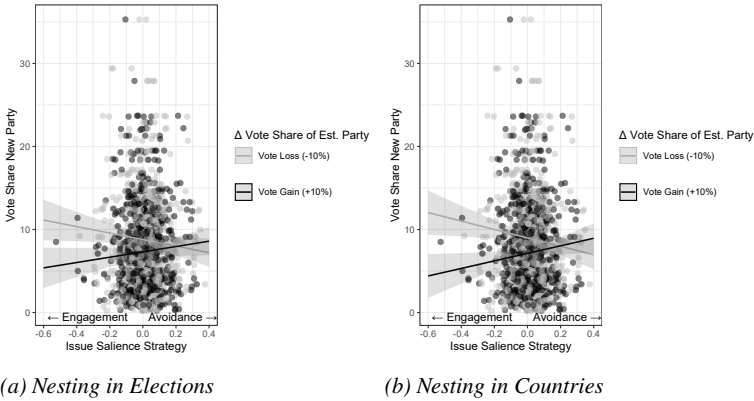 Vote Share New Party
30
20
10
0
← Engagement Avoidance →
-0.6 -0.4 -0.2 0.0 0.2 0.4
Issue Salience Strategy
Δ Vote Share of Est. Party
Vote Loss (-10%)
Vote Gain (+10%)
(a) Nesting in Elections
Vote Share New Party
30
20
10
0
← Engagement Avoidance →
-0.6 -0.4 -0.2 0.0 0.2 0.4
Issue Salience Strategy
Δ Vote Share of Est. Party
Vote Loss (-10%)
Vote Gain (+10%)
(b) Nesting in Countries